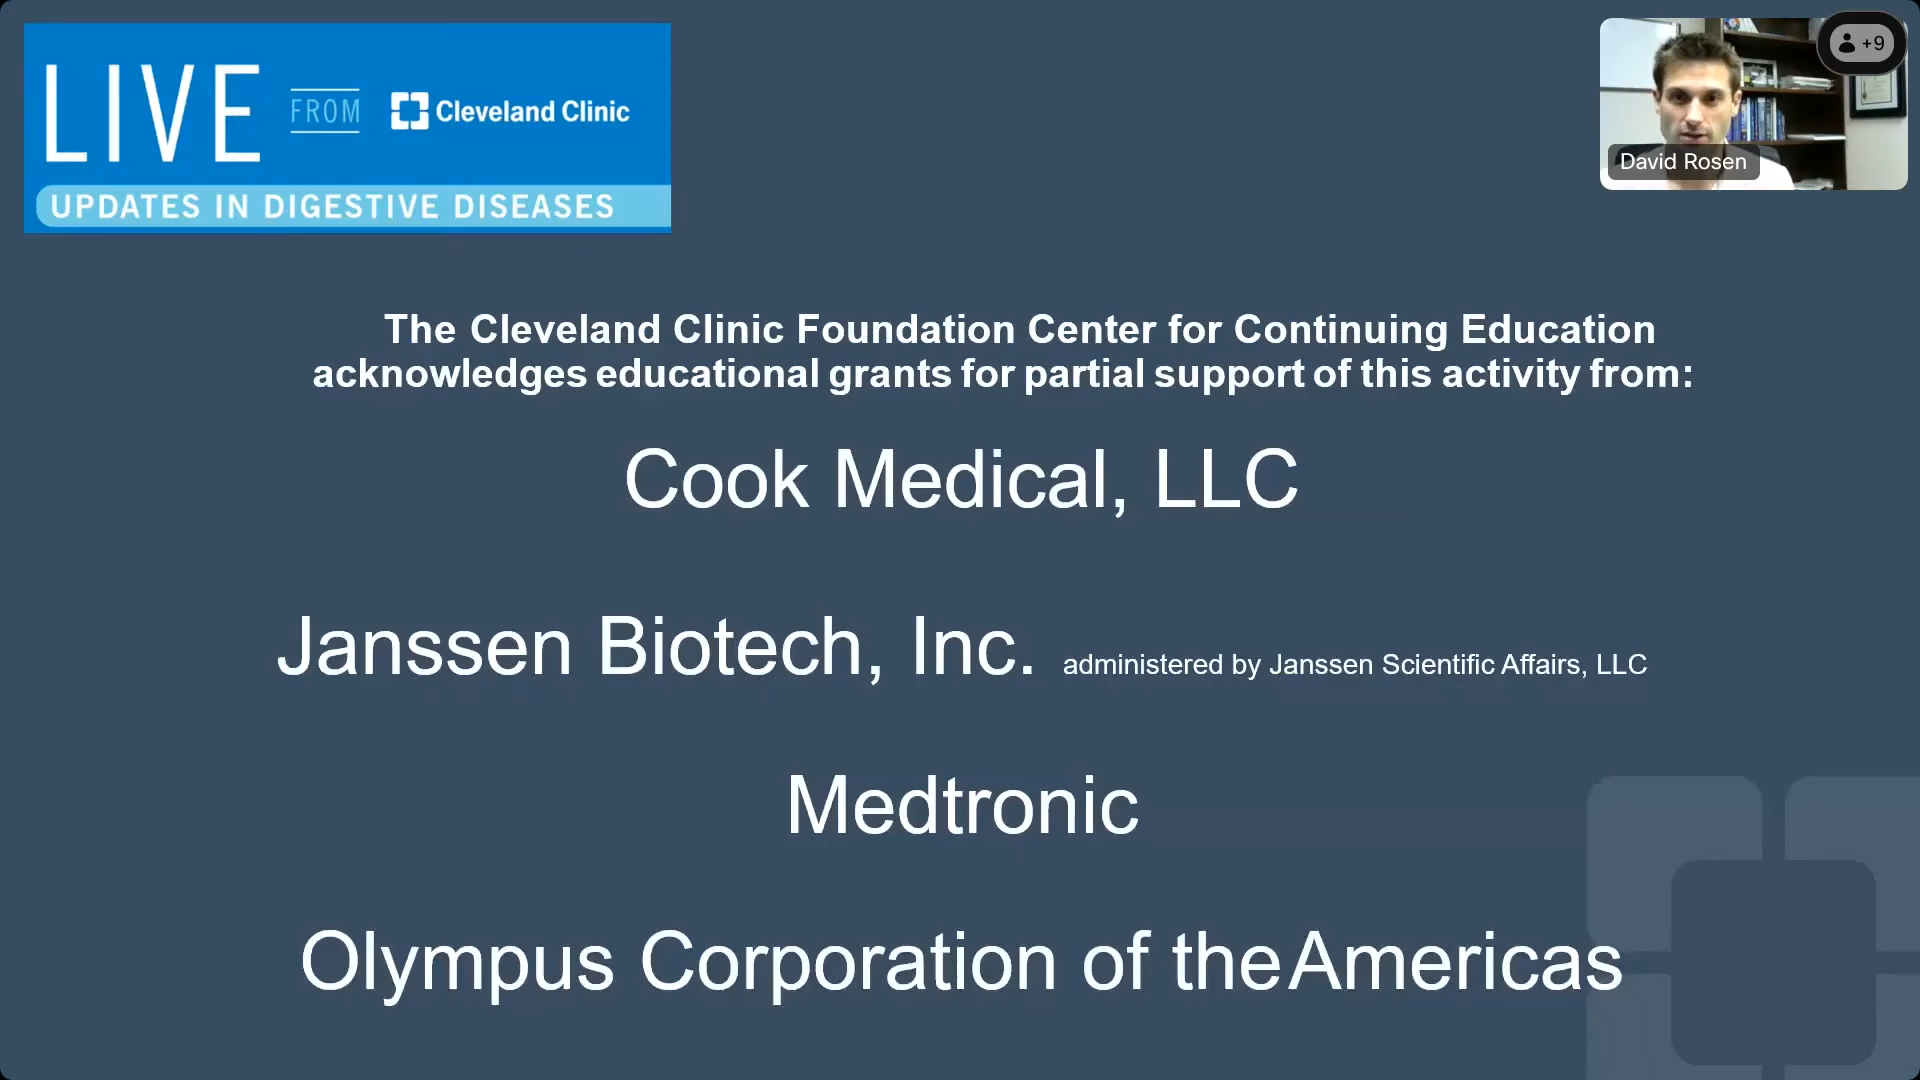 LIVE FROM Cleveland Clinic
UPDATES IN DIGESTIVE DISEASES
+9
David Rosen
The Cleveland Clinic Foundation Center for Continuing Education
acknowledges educational grants for partial support of this activity from:
Cook Medical, LLC
Janssen Biotech, Inc. administered by Janssen Scientific Affairs, LLC
Medtronic
Olympus Corporation of the Americas